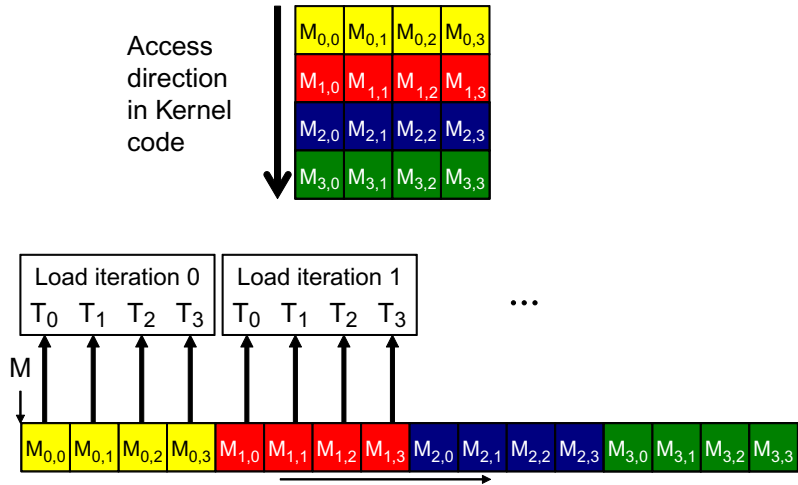 Access
direction
in Kernel
code
M0,0 M0,1 M0,2 M0,3
M1,0 M1,1 M1,2 M1,3
M2,0 M2,1 M2,2 M2,3
M3,0 M3,1 M3,2 M3,3
Load iteration 0
T0 T1 T2 T3
Load iteration 1
T0 T1 T2 T3
...
M
M0,0 M0,1 M0,2 M0,3 M1,0 M1,1 M1,2 M1,3 M2,0 M2,1 M2,2 M2,3 M3,0 M3,1 M3,2 M3,3